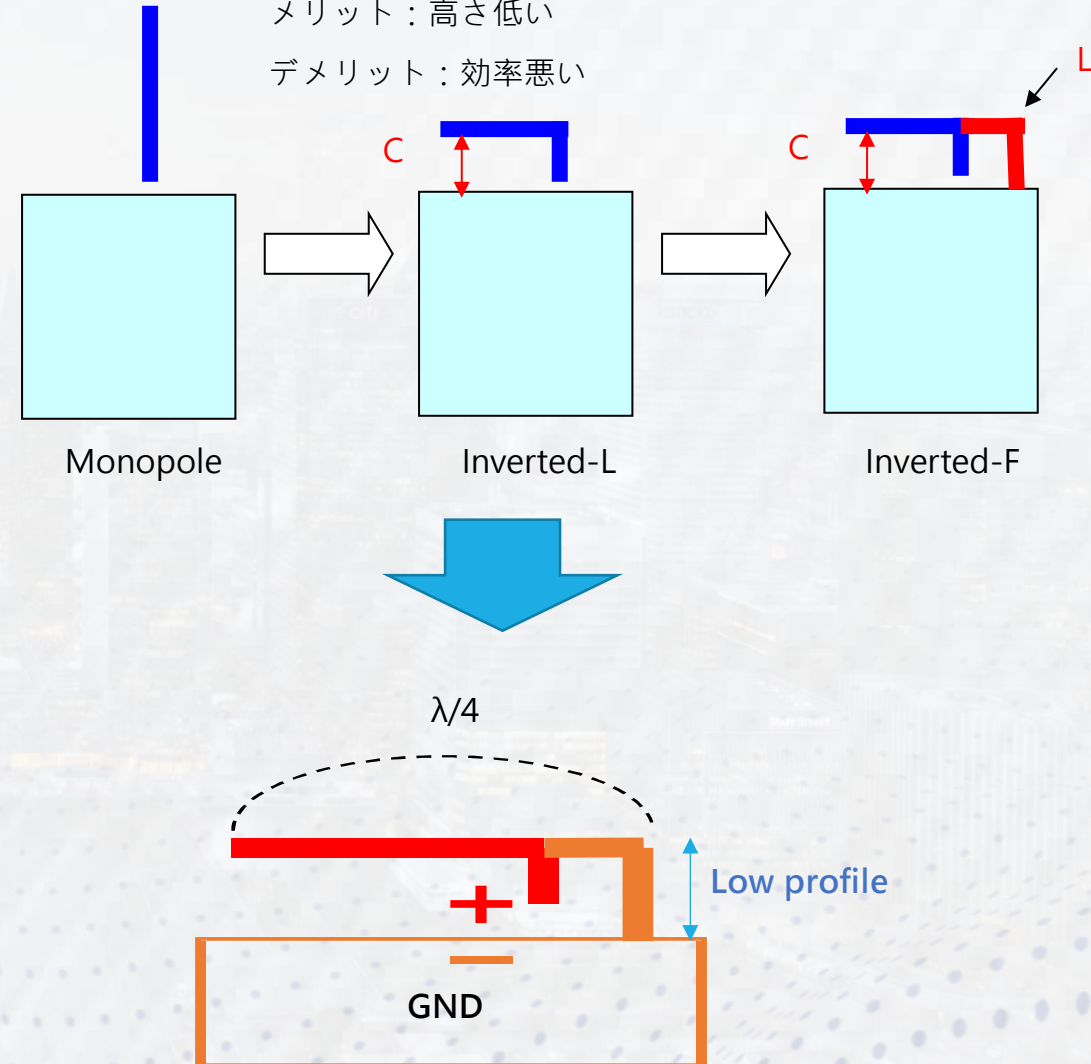 メリット：高さ低い
デメリット：効率悪い
L
C
C
Monopole
Inverted-L
Inverted-F
λ/4
+
Low profile
−
GND